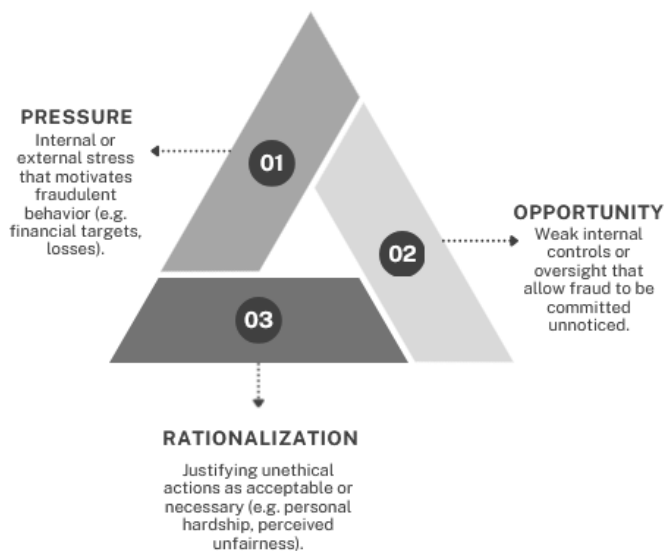 PRESSURE
Internal or
external stress
that motivates
fraudulent
behavior (e.g.
financial targets,
losses).
01
OPPORTUNITY
Weak internal
controls or
oversight that
allow fraud to be
committed
unnoticed.
02
03
RATIONALIZATION
Justifying unethical
actions as acceptable or
necessary (e.g. personal
hardship, perceived
unfairness).